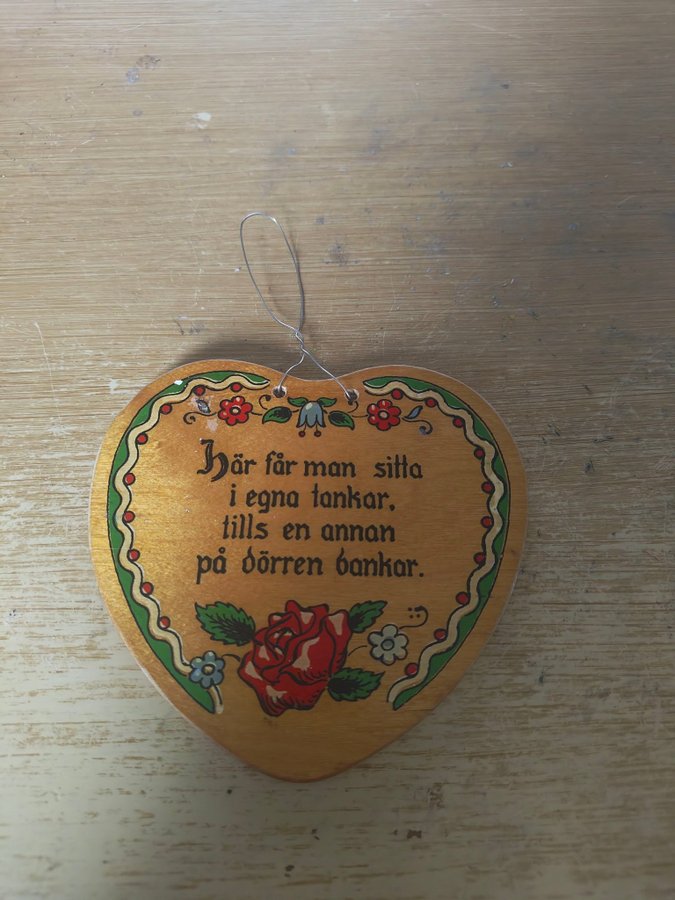 Här får man sitta
i egna tankar,
tills en annan
på dörren bankar.